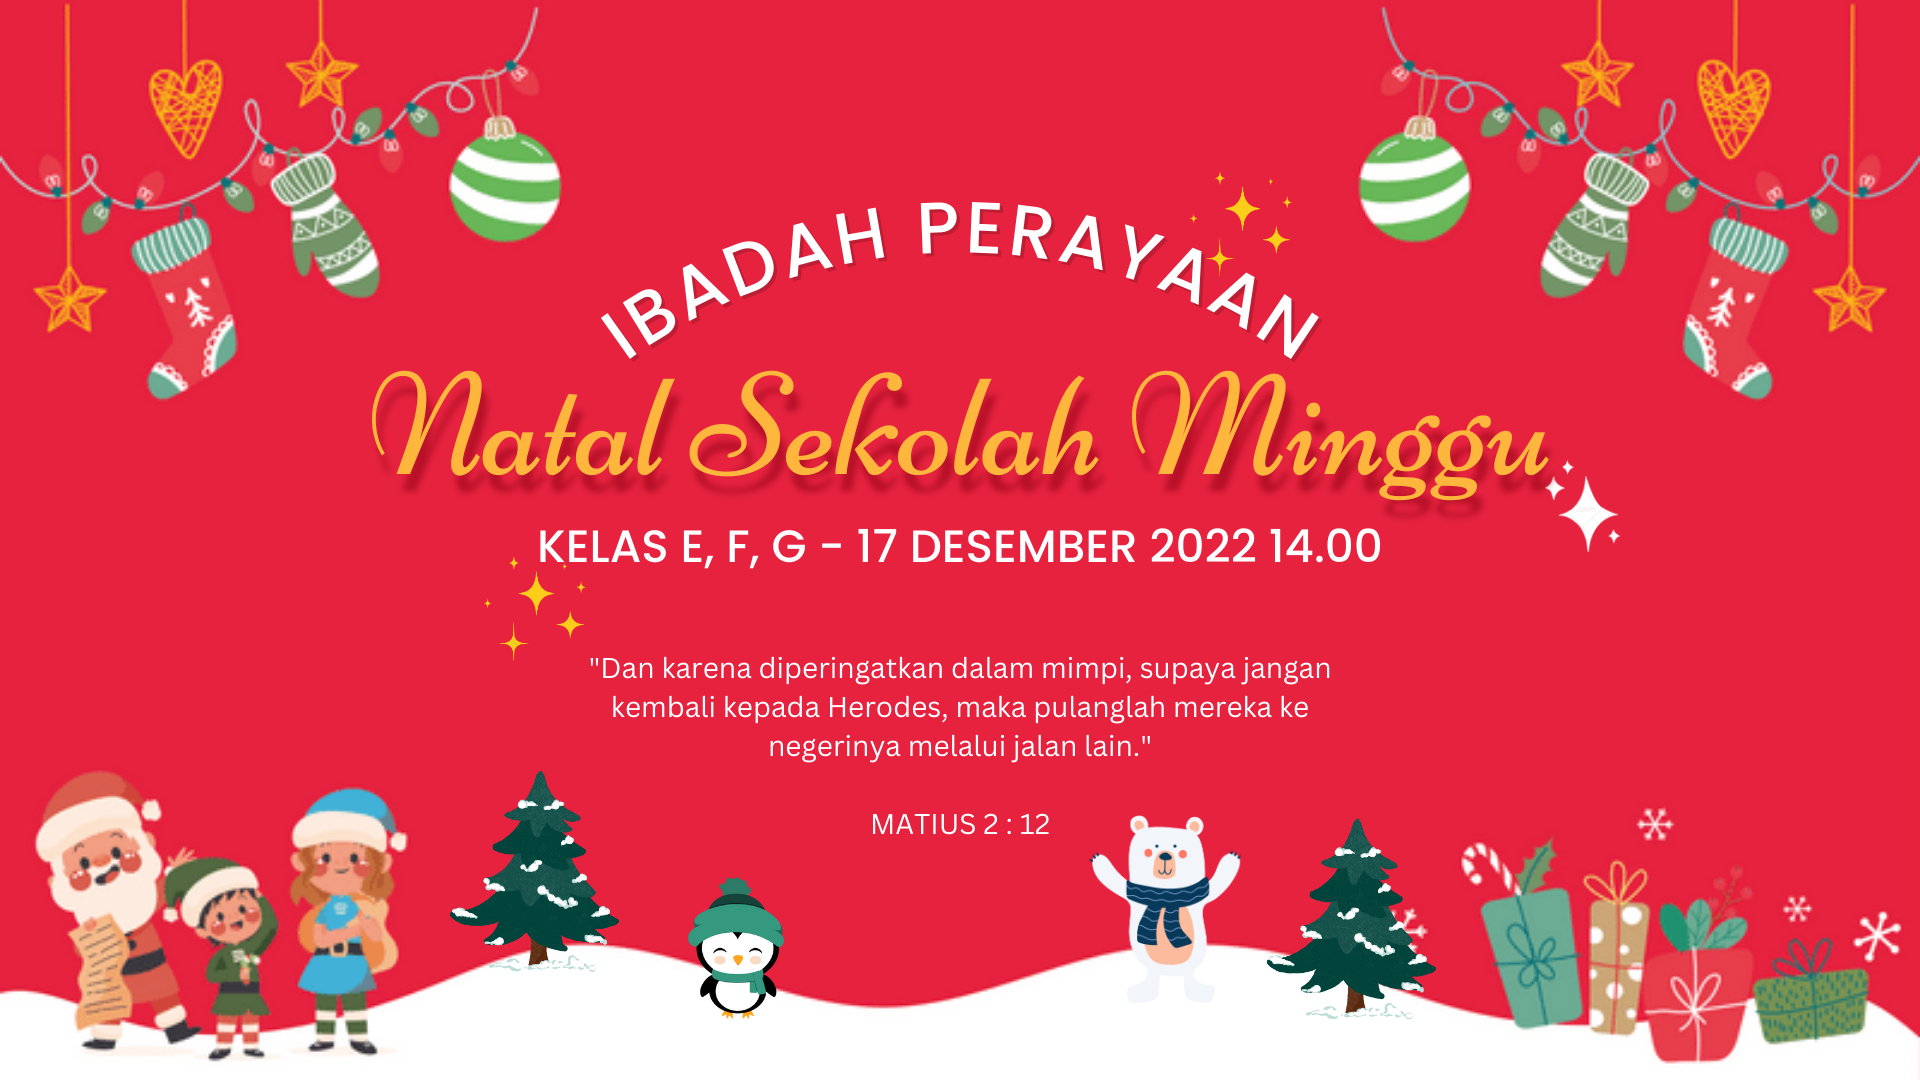 IBADAH PERAYAAN
Natal Sekolah Minggu
KELAS E, F, G - 17 DESEMBER 2022 14.00
"Dan karena diperingatkan dalam mimpi, supaya jangan
kembali kepada Herodes, maka pulanglah mereka ke
negerinya melalui jalan lain."
MATIUS 2 : 12